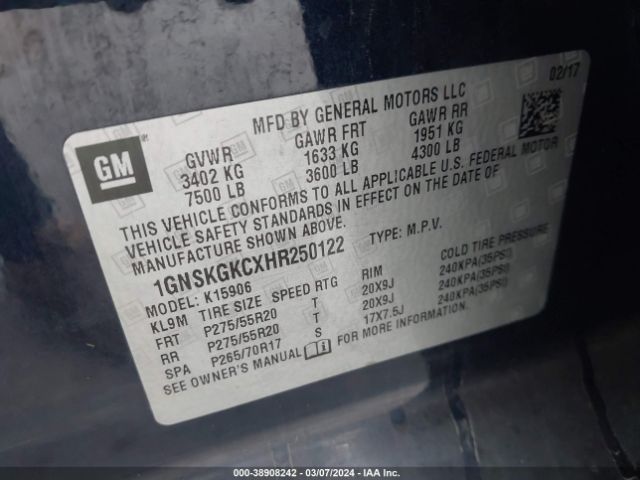 02/17
MFD BY GENERAL MOTORS LLC
GM
GVWR GAWR FRT GAWR RR
3402 KG 1633 KG 1951 KG
7500 LB 3600 LB 4300 LB
THIS VEHICLE CONFORMS TO ALL APPLICABLE U.S. FEDERAL MOTOR
VEHICLE SAFETY STANDARDS IN EFFECT ON THE DATE OF
MANUFACTURE SHOWN ABOVE.
1GNSKGKCXHR250122 TYPE: M.P.V.
MODEL: K15906
KL9M TIRE SIZE SPEED RTG RIM COLD TIRE PRESSURE
FRT P275/55R20 T 20X9J 240KPA(35PSI)
RR P275/55R20 T 20X9J 240KPA(35PSI)
SPA P265/70R17 S 17X7.5J 240KPA(35PSI)
SEE OWNER'S MANUAL FOR MORE INFORMATION.
000-38908242 - 03/07/2024 - IAA Inc.